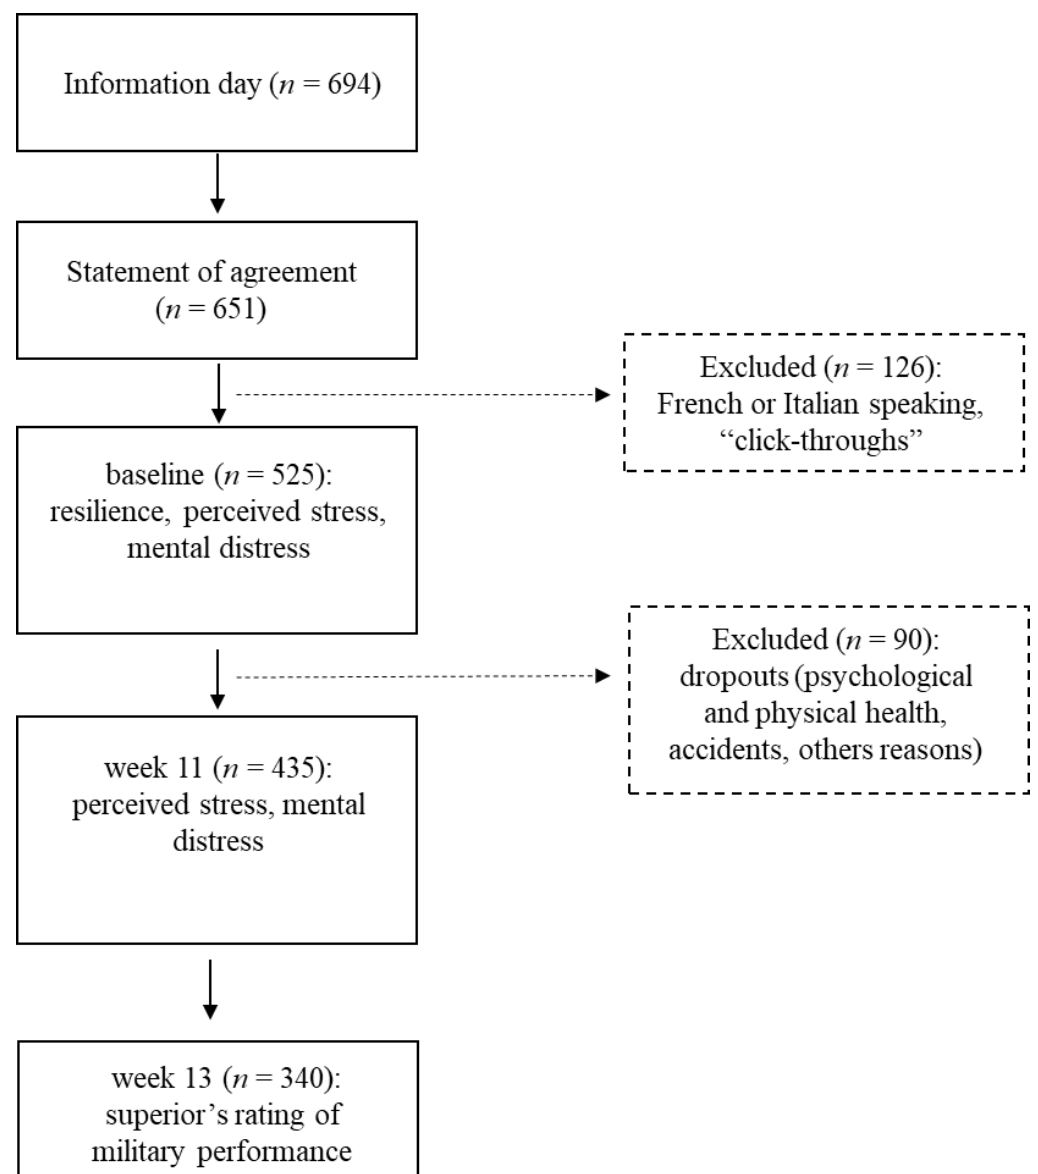 Information day (n = 694)
Statement of agreement
(n = 651)
Excluded (n = 126):
French or Italian speaking,
“click-throughs”
baseline (n = 525):
resilience, perceived stress,
mental distress
Excluded (n = 90):
dropouts (psychological
and physical health,
accidents, others reasons)
week 11 (n = 435):
perceived stress, mental
distress
week 13 (n = 340):
superior’s rating of
military performance